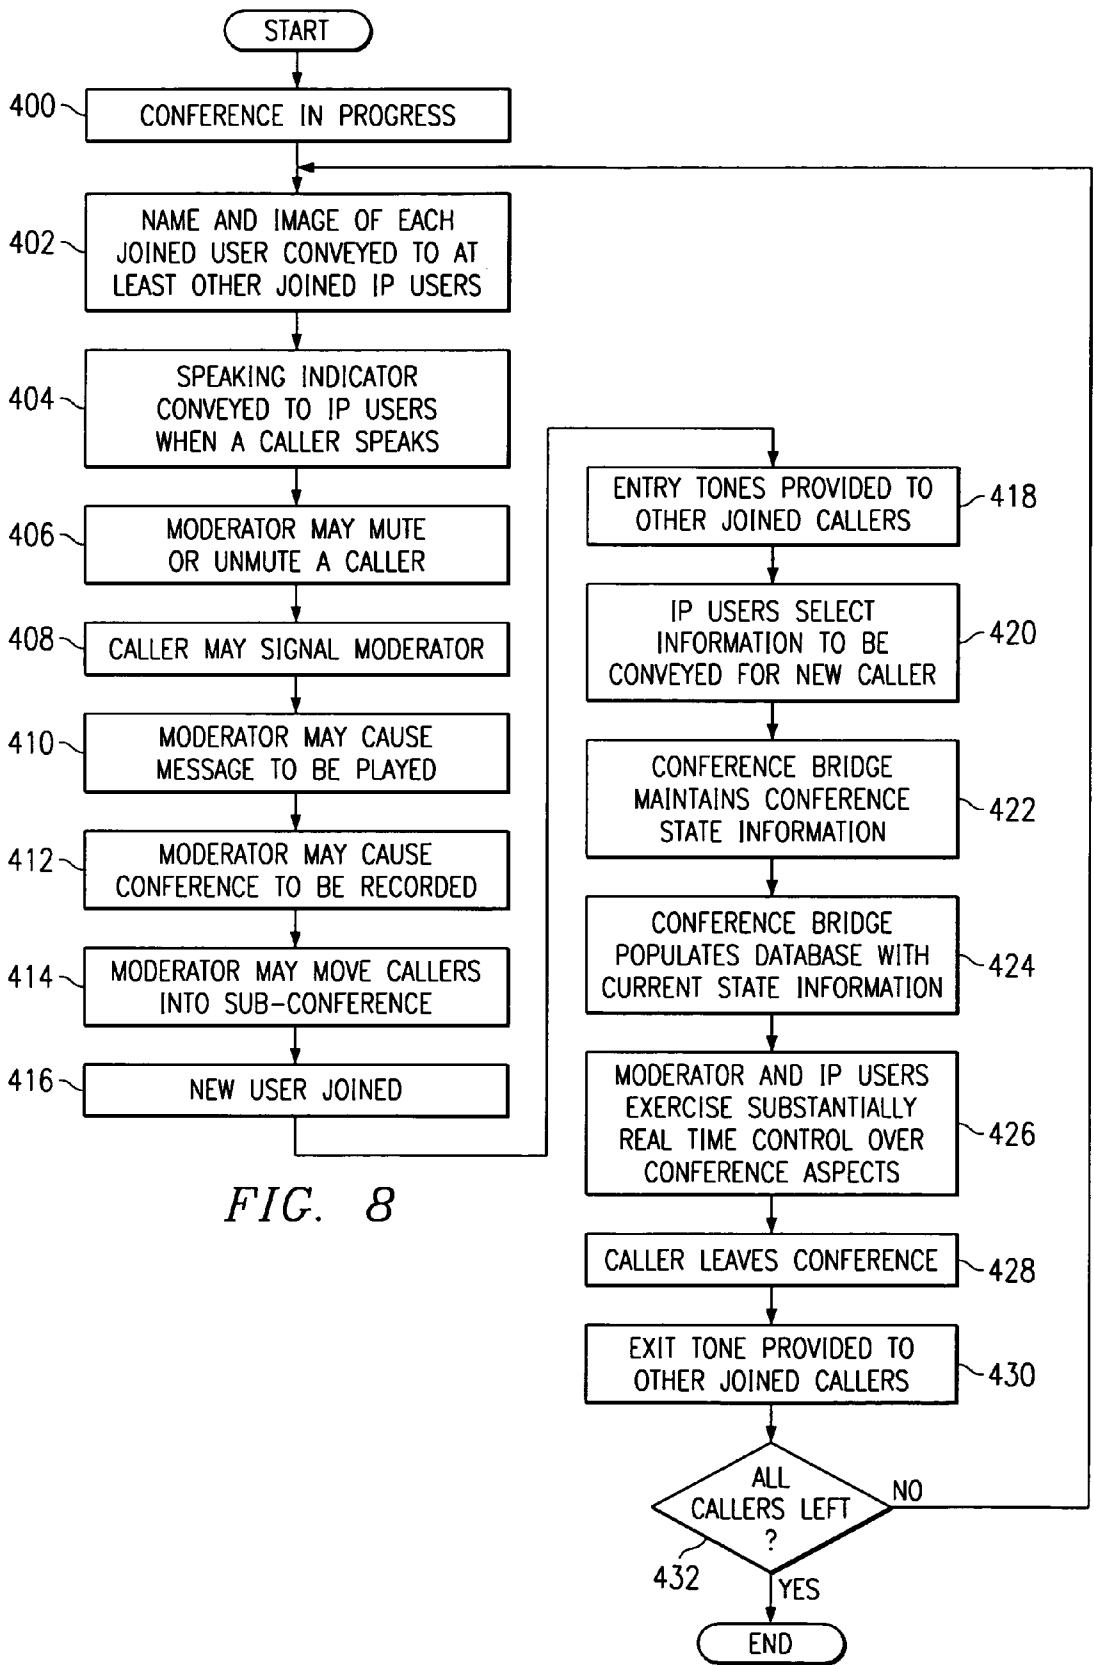 START
400
CONFERENCE IN PROGRESS
402
NAME AND IMAGE OF EACH
JOINED USER CONVEYED TO AT
LEAST OTHER JOINED IP USERS
404
SPEAKING INDICATOR
CONVEYED TO IP USERS
WHEN A CALLER SPEAKS
406
MODERATOR MAY MUTE
OR UNMUTE A CALLER
408
CALLER MAY SIGNAL MODERATOR
410
MODERATOR MAY CAUSE
MESSAGE TO BE PLAYED
412
MODERATOR MAY CAUSE
CONFERENCE TO BE RECORDED
414
MODERATOR MAY MOVE CALLERS
INTO SUB-CONFERENCE
416
NEW USER JOINED
FIG. 8
ENTRY TONES PROVIDED TO
OTHER JOINED CALLERS
418
IP USERS SELECT
INFORMATION TO BE
CONVEYED FOR NEW CALLER
420
CONFERENCE BRIDGE
MAINTAINS CONFERENCE
STATE INFORMATION
422
CONFERENCE BRIDGE
POPULATES DATABASE WITH
CURRENT STATE INFORMATION
424
MODERATOR AND IP USERS
EXERCISE SUBSTANTIALLY
REAL TIME CONTROL OVER
CONFERENCE ASPECTS
426
CALLER LEAVES CONFERENCE
428
EXIT TONE PROVIDED TO
OTHER JOINED CALLERS
430
ALL
CALLERS LEFT
?
NO
432
YES
END